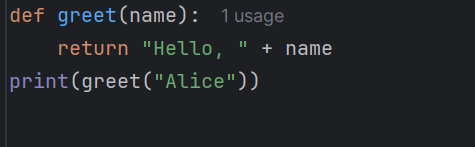 def greet(name): 1 usage
    return "Hello, " + name
print(greet("Alice"))